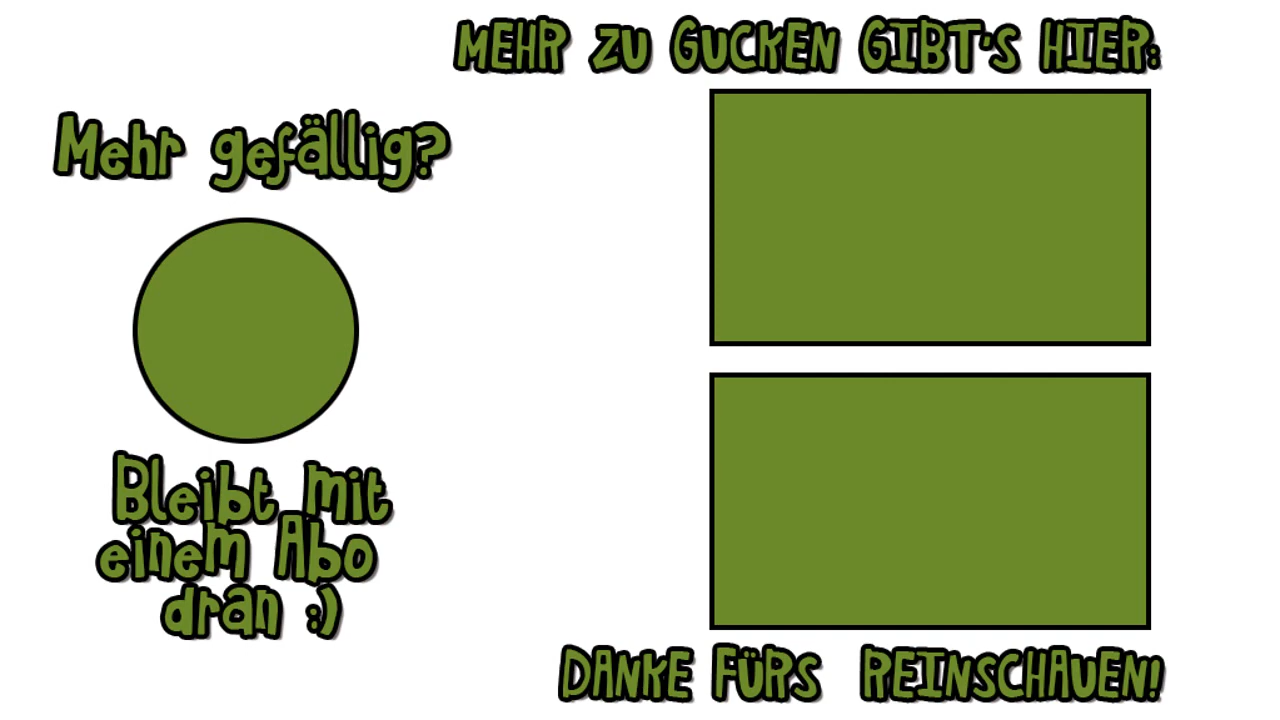 MEHR ZU GUCKEN GIBT'S HIER:
Mehr gefällig?
Bleibt mit
einem Abo
dran :)
DANKE FÜRS REINSCHAUEN!